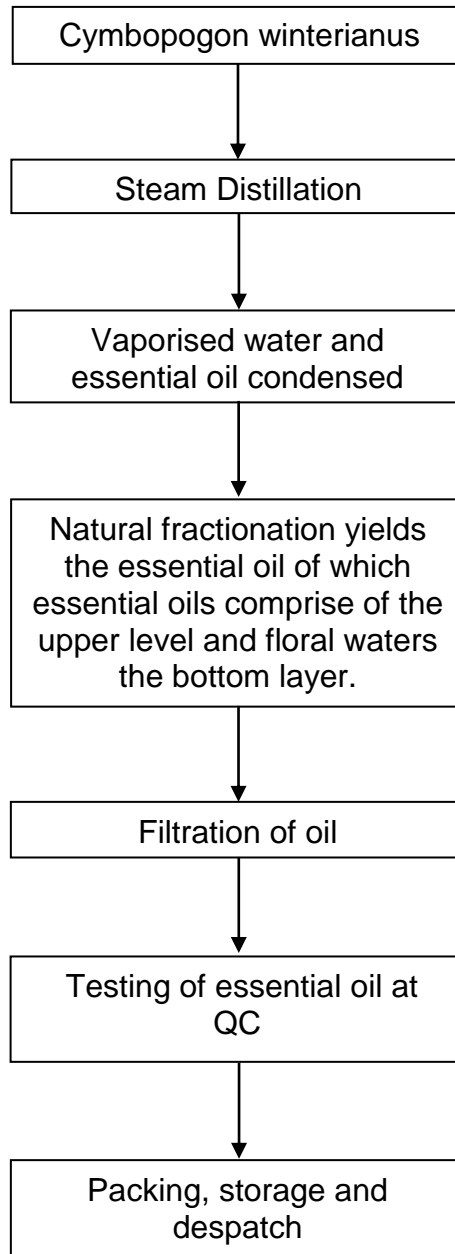 Cymbopogon winterianus
Steam Distillation
Vaporised water and
essential oil condensed
Natural fractionation yields
the essential oil of which
essential oils comprise of the
upper level and floral waters
the bottom layer.
Filtration of oil
Testing of essential oil at
QC
Packing, storage and
despatch